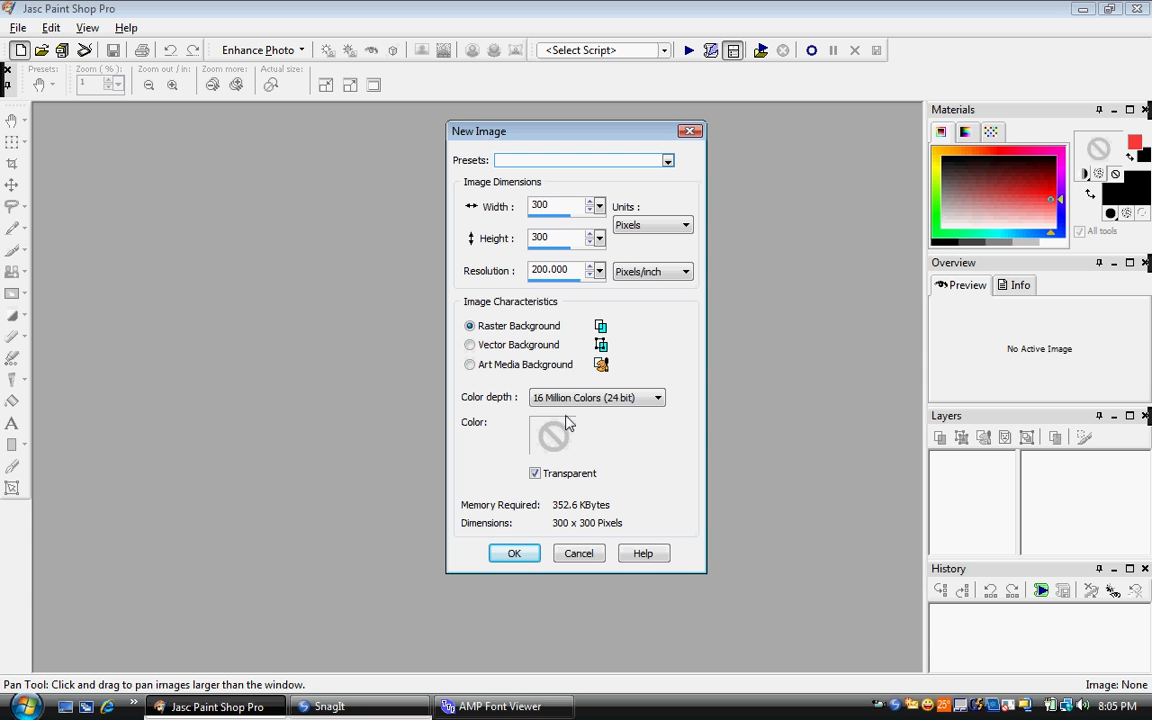 Jasc Paint Shop Pro
File Edit View Help
Enhance Photo <Select Script>
Presets: Zoom ( % ): Zoom out / in: Zoom more: Actual size:
1
Materials
All tools
Overview
Preview Info
No Active Image
Layers
History
New Image
Presets:
Image Dimensions
Width : 300 Units :
Pixels
Height : 300
Resolution : 200.000 Pixels/inch
Image Characteristics
Raster Background
Vector Background
Art Media Background
Color depth : 16 Million Colors (24 bit)
Color:
Transparent
Memory Required: 352.6 KBytes
Dimensions: 300 x 300 Pixels
OK Cancel Help
Pan Tool: Click and drag to pan images larger than the window. Image: None
Jasc Paint Shop Pro SnagIt AMP Font Viewer 25° 8:05 PM